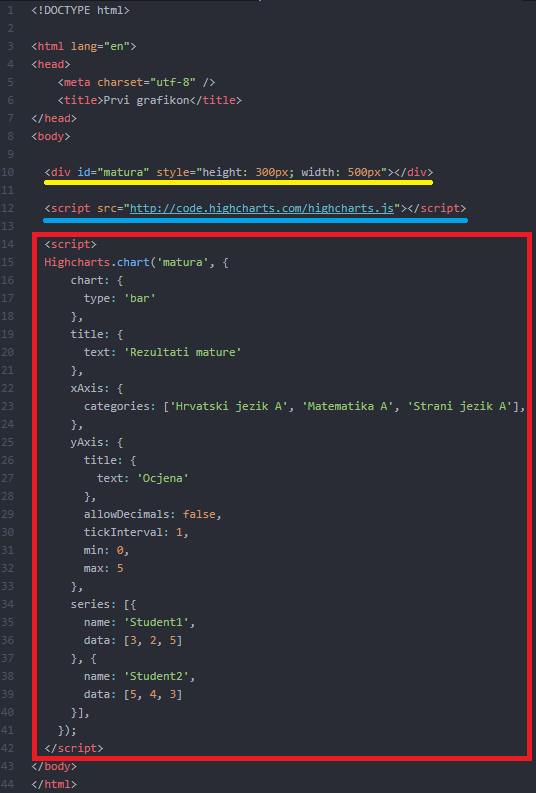 1 <!DOCTYPE html>
2
3 <html lang="en">
4 <head>
5 <meta charset="utf-8" />
6 <title>Prvi grafikon</title>
7 </head>
8 <body>
9
10 <div id="matura" style="height: 300px; width: 500px"></div>
11
12 <script src="http://code.highcharts.com/highcharts.js"></script>
13
14 <script>
15 Highcharts.chart('matura', {
16 chart: {
17 type: 'bar'
18 },
19 title: {
20 text: 'Rezultati mature'
21 },
22 xAxis: {
23 categories: ['Hrvatski jezik A', 'Matematika A', 'Strani jezik A'],
24 },
25 yAxis: {
26 title: {
27 text: 'Ocjena'
28 },
29 allowDecimals: false,
30 tickInterval: 1,
31 min: 0,
32 max: 5
33 },
34 series: [{
35 name: 'Student1',
36 data: [3, 2, 5]
37 }, {
38 name: 'Student2',
39 data: [5, 4, 3]
40 }],
41 });
42 </script>
43 </body>
44 </html>